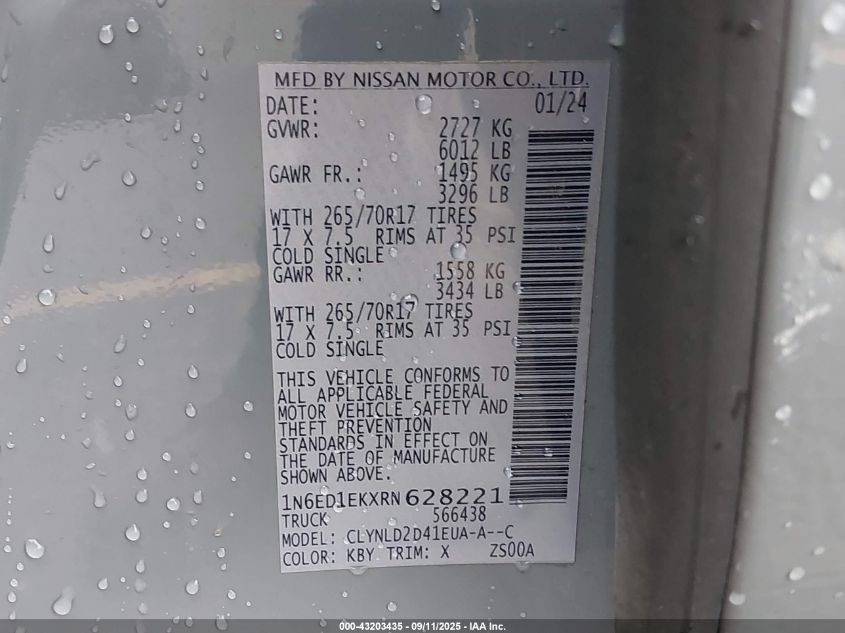 MFD BY NISSAN MOTOR CO., LTD.
DATE: 01/24
GVWR: 2727 KG
6012 LB
GAWR FR.: 1495 KG
3296 LB
WITH 265/70R17 TIRES
17 X 7.5 RIMS AT 35 PSI
COLD SINGLE
GAWR RR.: 1558 KG
3434 LB
WITH 265/70R17 TIRES
17 X 7.5 RIMS AT 35 PSI
COLD SINGLE
THIS VEHICLE CONFORMS TO
ALL APPLICABLE FEDERAL
MOTOR VEHICLE SAFETY AND
THEFT PREVENTION
STANDARDS IN EFFECT ON
THE DATE OF MANUFACTURE
SHOWN ABOVE.
1N6ED1EKXRN628221
TRUCK 566438
MODEL: CLYNLD2D41EUA-A--C
COLOR: KBY TRIM: X ZS00A
000-43203435 - 09/11/2025 - IAA Inc.